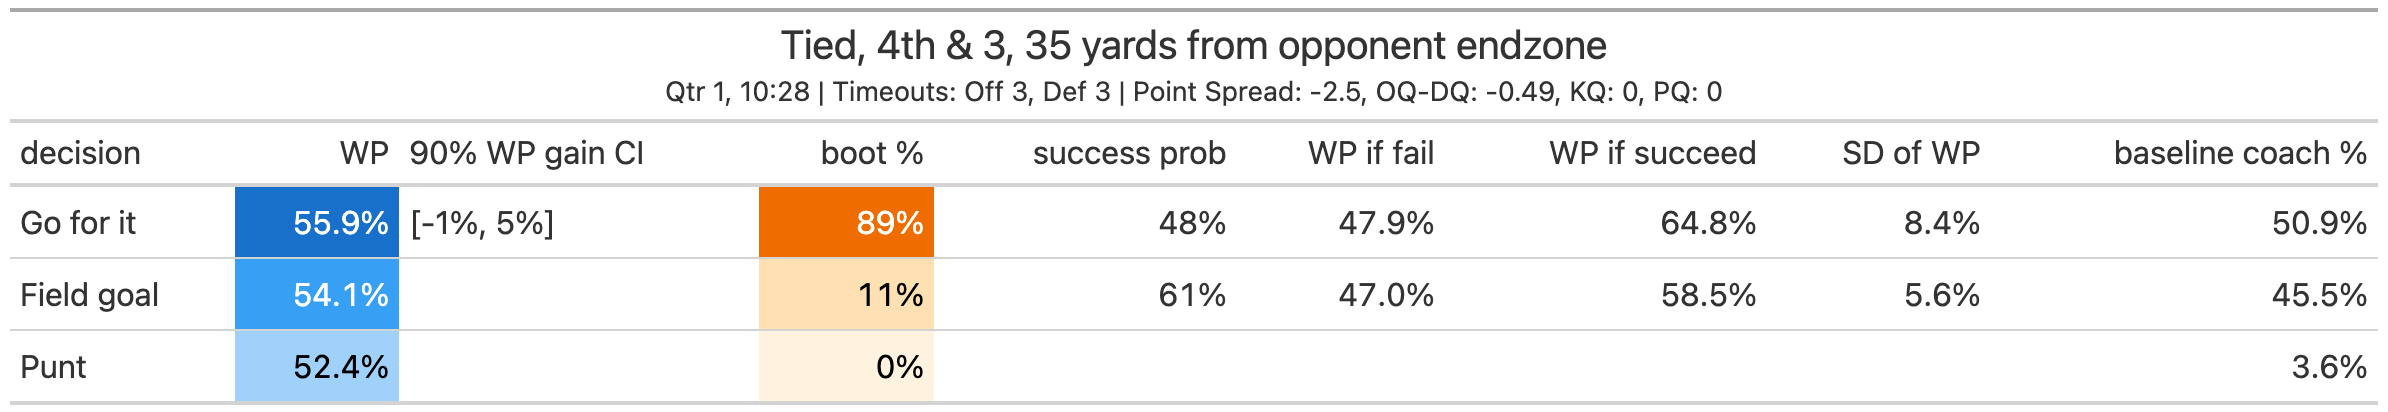 Tied, 4th & 3, 35 yards from opponent endzone
Qtr 1, 10:28 | Timeouts: Off 3, Def 3 | Point Spread: -2.5, OQ-DQ: -0.49, KQ: 0, PQ: 0
decision WP 90% WP gain CI boot % success prob WP if fail WP if succeed SD of WP baseline coach %
Go for it 55.9% [-1%, 5%] 89% 48% 47.9% 64.8% 8.4% 50.9%
Field goal 54.1% 11% 61% 47.0% 58.5% 5.6% 45.5%
Punt 52.4% 0% 3.6%